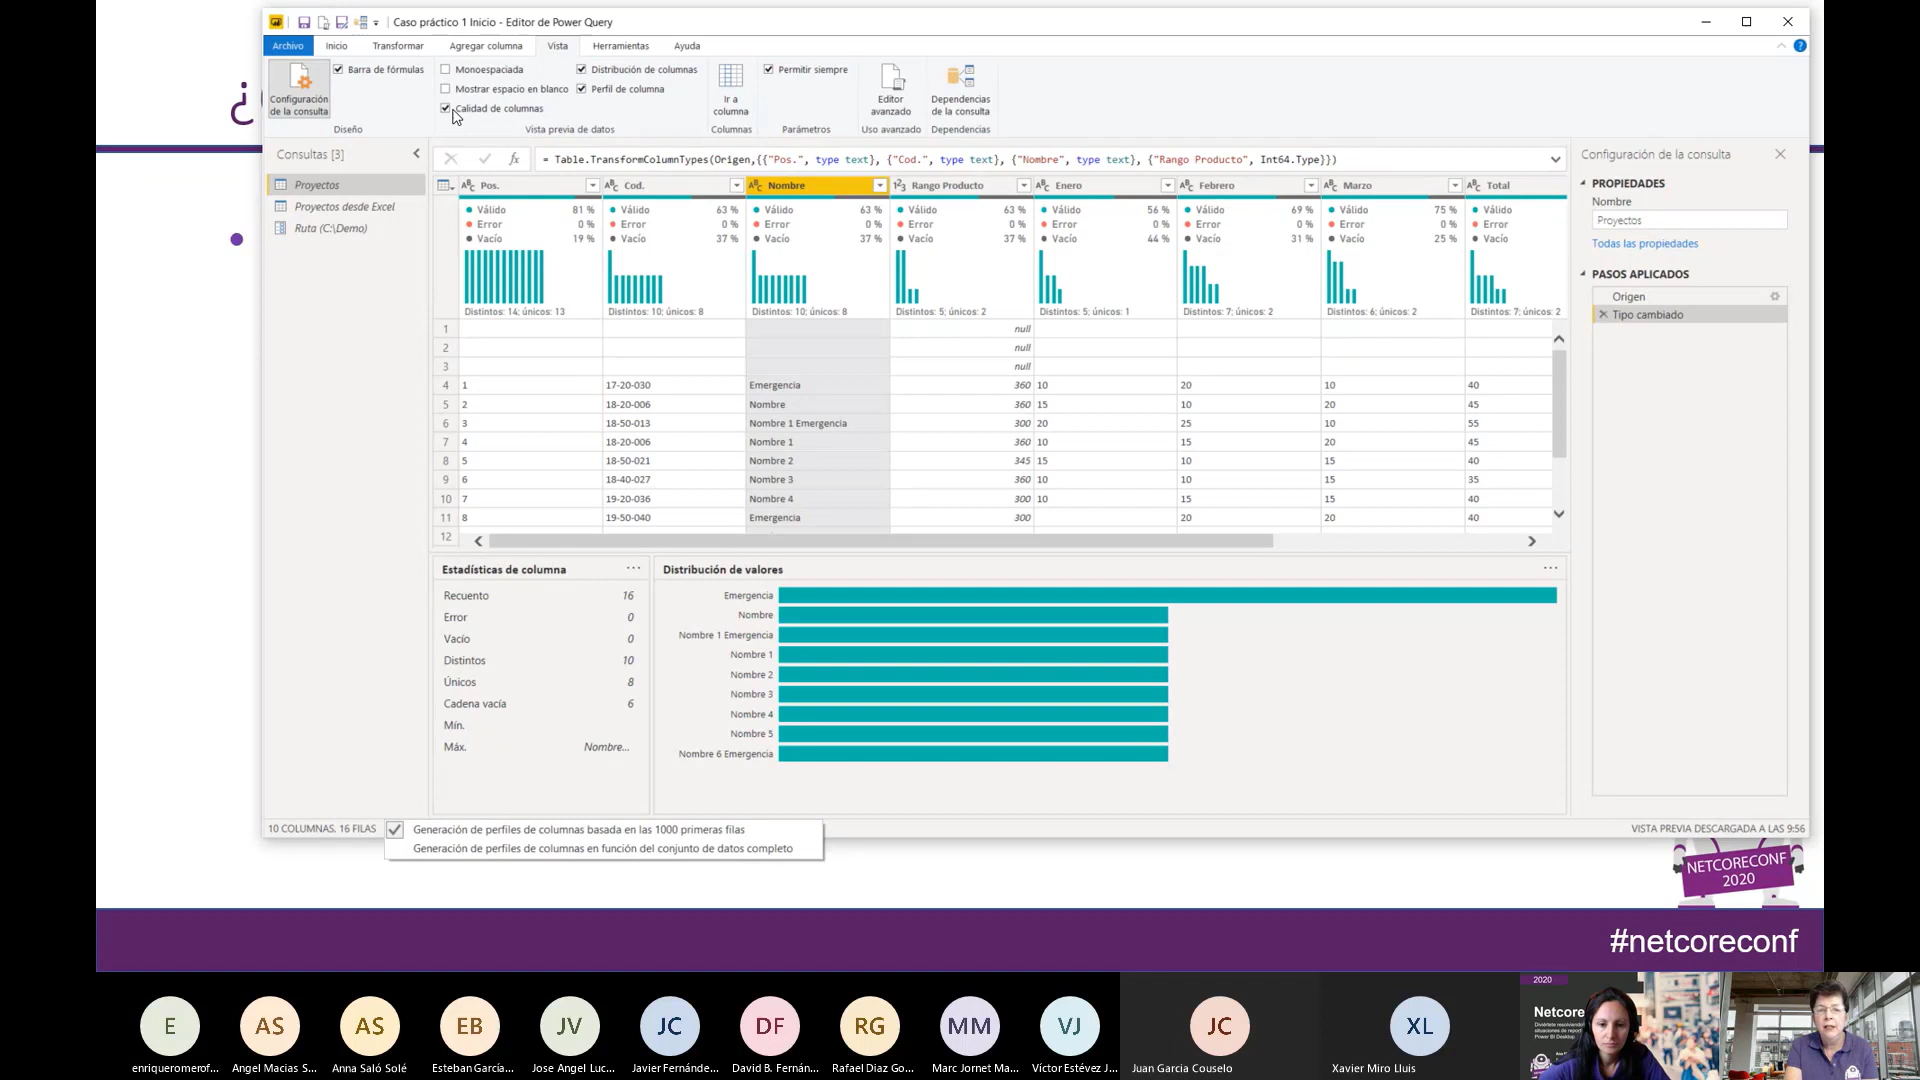 Caso práctico 1 Inicio - Editor de Power Query
Archivo Inicio Transformar Agregar columna Vista Herramientas Ayuda
Configuración de la consulta
Barra de fórmulas
Diseño
Monoespaciada
Mostrar espacio en blanco
Calidad de columnas
Distribución de columnas
Perfil de columna
Vista previa de datos
Ir a columna
Columnas
Permitir siempre
Parámetros
Editor avanzado
Uso avanzado
Dependencias de la consulta
Dependencias
¿
Consultas [3]
Proyectos
Proyectos desde Excel
Ruta (C:\Demo)
fx = Table.TransformColumnTypes(Origen,{{"Pos.", type text}, {"Cod.", type text}, {"Nombre", type text}, {"Rango Producto", Int64.Type}})
Pos. Cod. Nombre Rango Producto Enero Febrero Marzo Total
Válido 81 % Válido 63 % Válido 63 % Válido 63 % Válido 56 % Válido 69 % Válido 75 % Válido
Error 0 % Error 0 % Error 0 % Error 0 % Error 0 % Error 0 % Error 0 % Error
Vacío 19 % Vacío 37 % Vacío 37 % Vacío 37 % Vacío 44 % Vacío 31 % Vacío 25 % Vacío
Distintos: 14; únicos: 13 Distintos: 10; únicos: 8 Distintos: 10; únicos: 8 Distintos: 5; únicos: 2 Distintos: 5; únicos: 1 Distintos: 7; únicos: 2 Distintos: 6; únicos: 2 Distintos: 7; únicos: 2
1 null
2 null
3 null
4 1 17-20-030 Emergencia 360 10 20 10 40
5 2 18-20-006 Nombre 360 15 10 20 45
6 3 18-50-013 Nombre 1 Emergencia 300 20 25 10 55
7 4 18-20-006 Nombre 1 360 10 15 20 45
8 5 18-50-021 Nombre 2 345 15 10 15 40
9 6 18-40-027 Nombre 3 360 10 10 15 35
10 7 19-20-036 Nombre 4 300 10 15 15 40
11 8 19-50-040 Emergencia 300 20 20 40
12
Estadísticas de columna ...
Recuento 16
Error 0
Vacío 0
Distintos 10
Únicos 8
Cadena vacía 6
Mín.
Máx. Nombre...
Distribución de valores ...
Emergencia
Nombre
Nombre 1 Emergencia
Nombre 1
Nombre 2
Nombre 3
Nombre 4
Nombre 5
Nombre 6 Emergencia
Configuración de la consulta
PROPIEDADES
Nombre
Proyectos
Todas las propiedades
PASOS APLICADOS
Origen
Tipo cambiado
10 COLUMNAS, 16 FILAS
Generación de perfiles de columnas basada en las 1000 primeras filas
Generación de perfiles de columnas en función del conjunto de datos completo
VISTA PREVIA DESCARGADA A LAS 9:56
NETCORECONF
2020
#netcoreconf
E AS AS EB JV JC DF RG MM VJ JC XL
enriqueromerof... Angel Macias S... Anna Saló Solé Esteban García... Jose Angel Luc... Javier Fernánde... David B. Fernán... Rafael Diaz Go... Marc Jornet Ma... Víctor Estévez J... Juan Garcia Couselo Xavier Miro Lluis
2020
Netcore